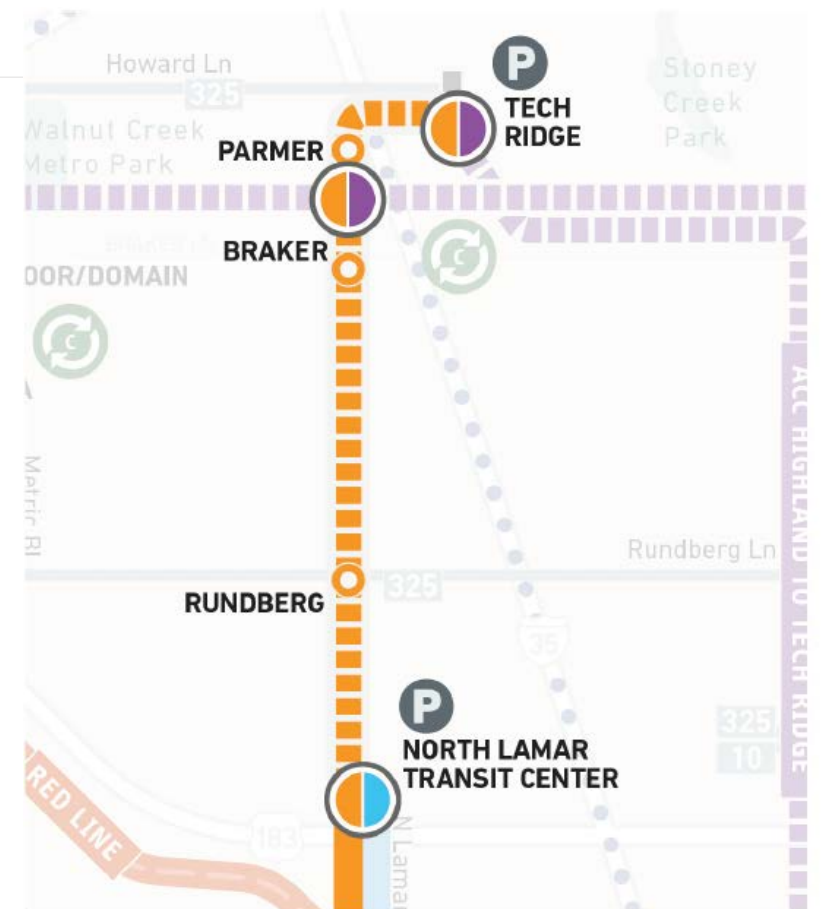 Howard Ln
325
P
TECH
RIDGE
Stoney
Creek
Park
Walnut Creek
Metro Park
PARMER
BRAKER
OOR/DOMAIN
C
C
ACC HIGHLAND TO TECH RIDGE
Metric Bl
Rundberg Ln
325
RUNDBERG
35
P
NORTH LAMAR
TRANSIT CENTER
325
10
RED LINE
183
N Lamar